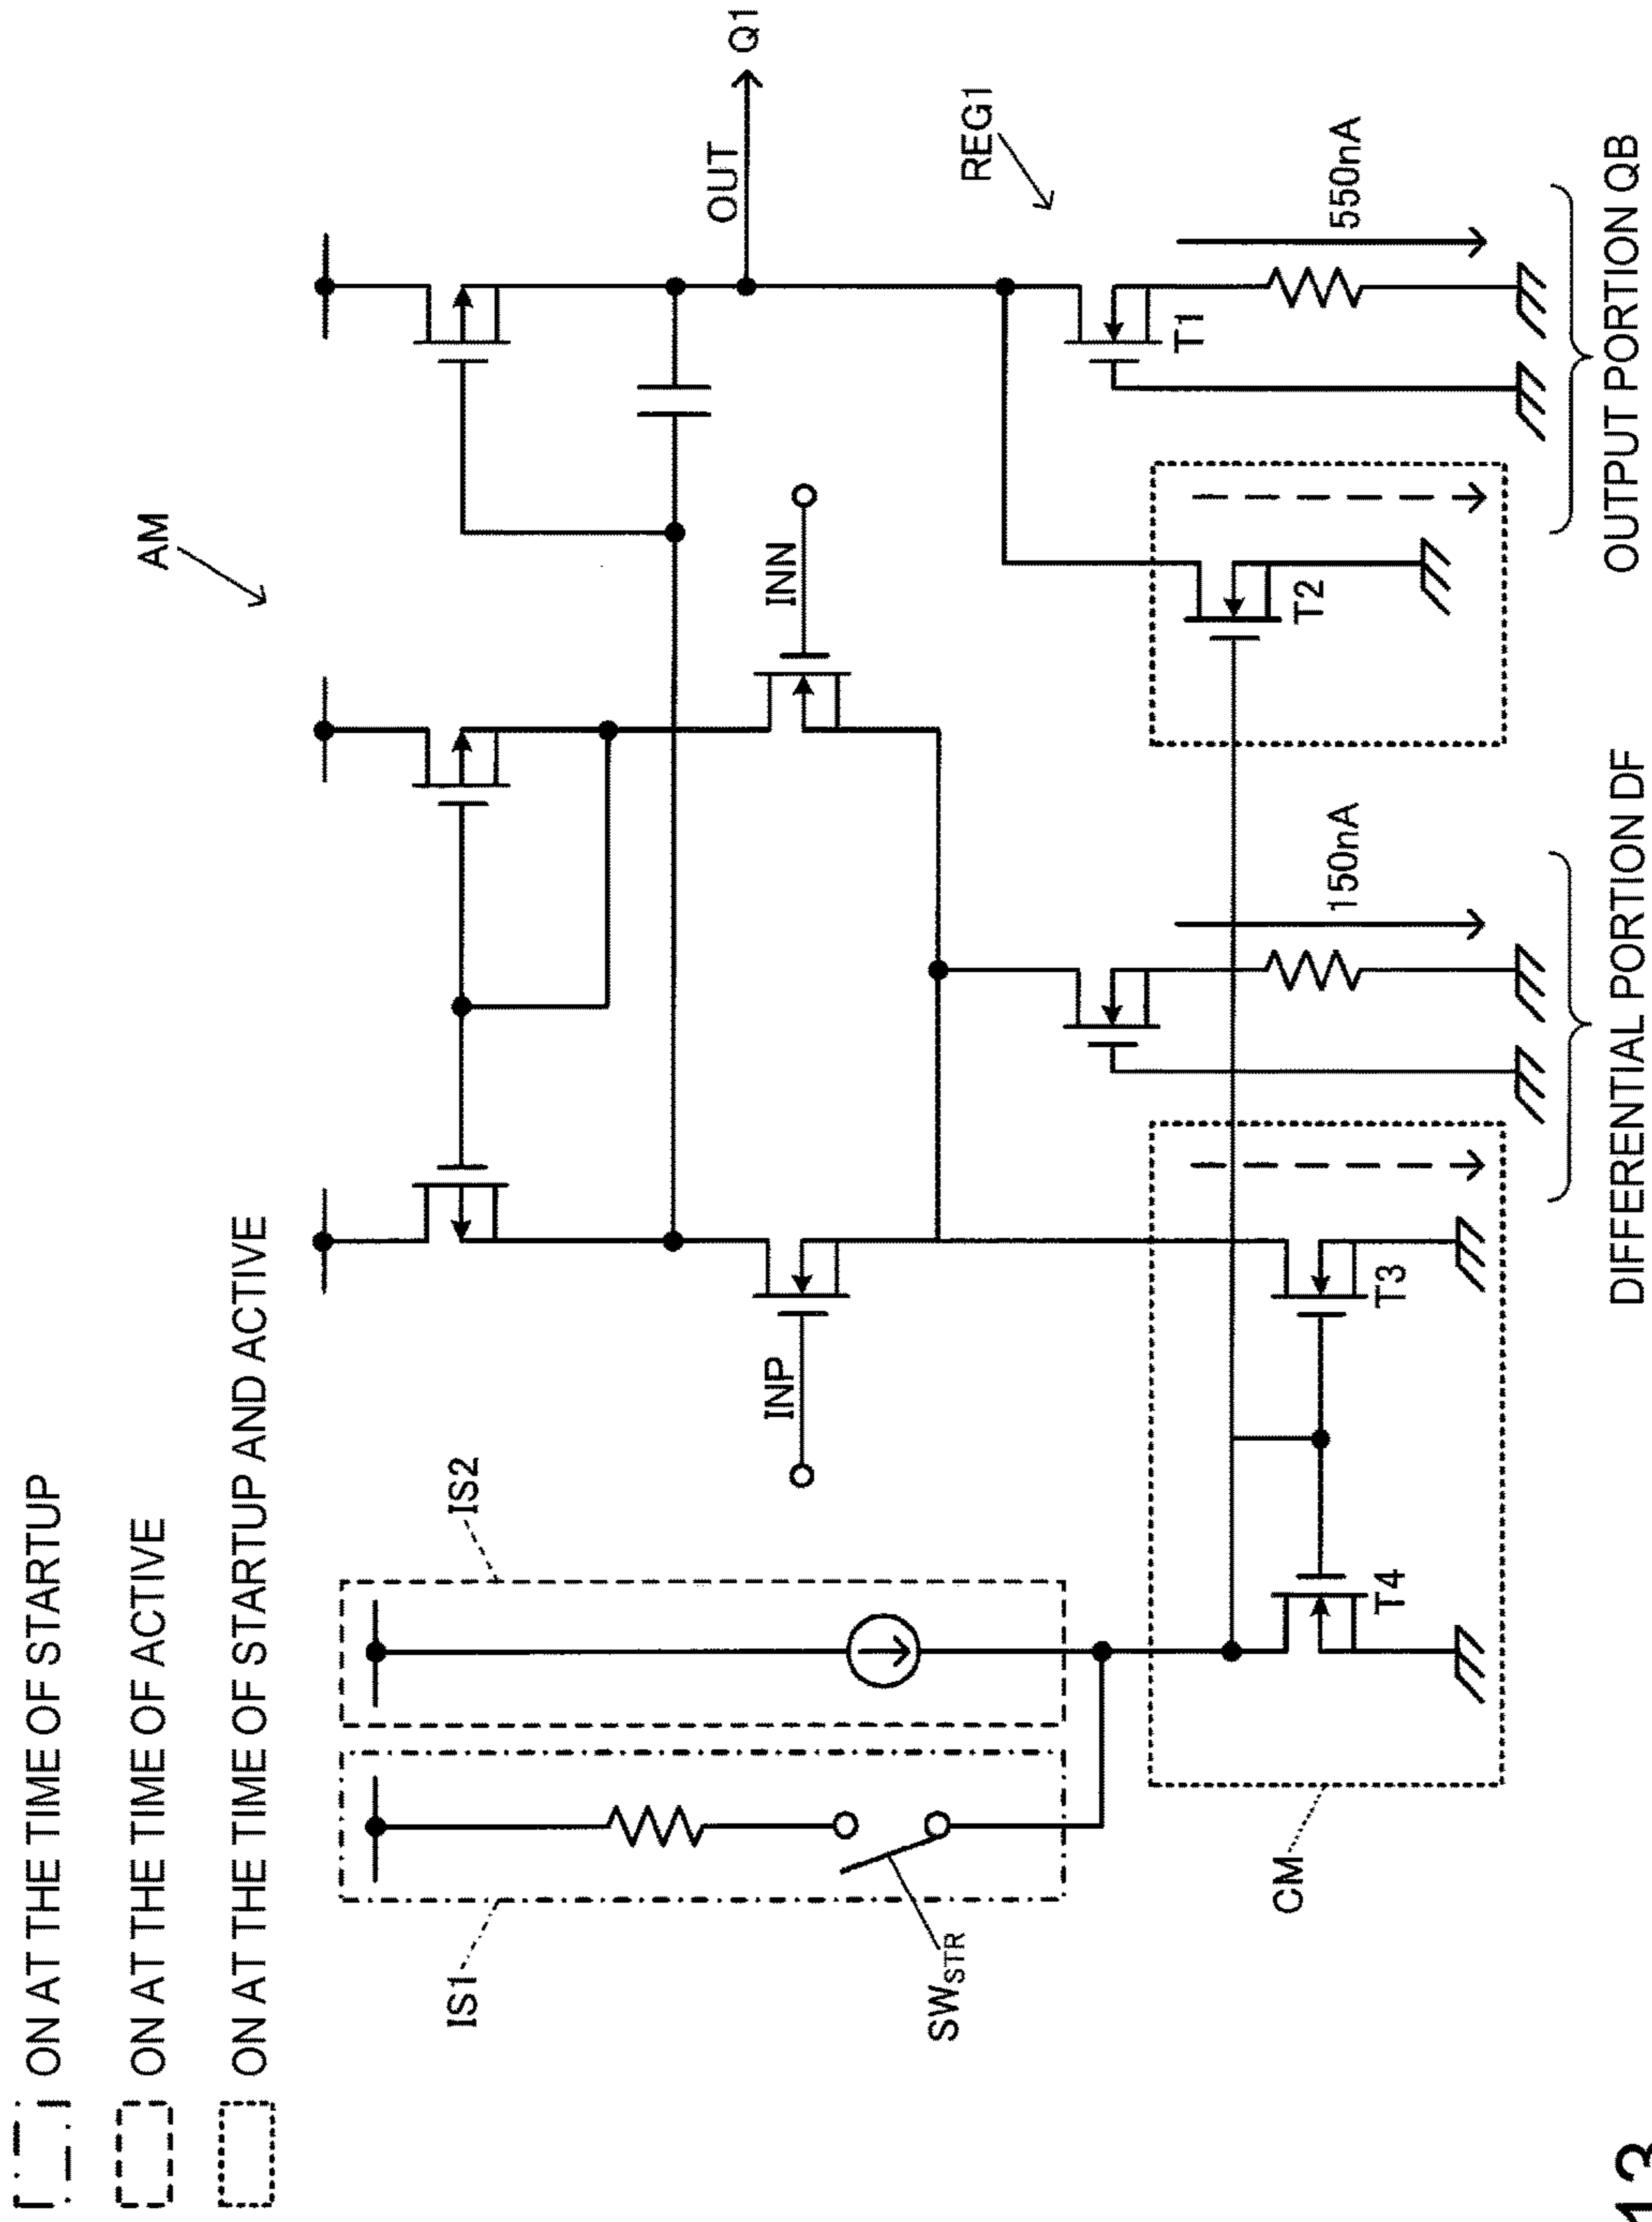 ON AT THE TIME OF STARTUP
ON AT THE TIME OF ACTIVE
ON AT THE TIME OF STARTUP AND ACTIVE
AM
IS1
IS2
OUT
Q1
INP
INN
SWSTR
REG1
T1
T2
T3
T4
CM
150nA
550nA
DIFFERENTIAL PORTION DF
OUTPUT PORTION QB
13